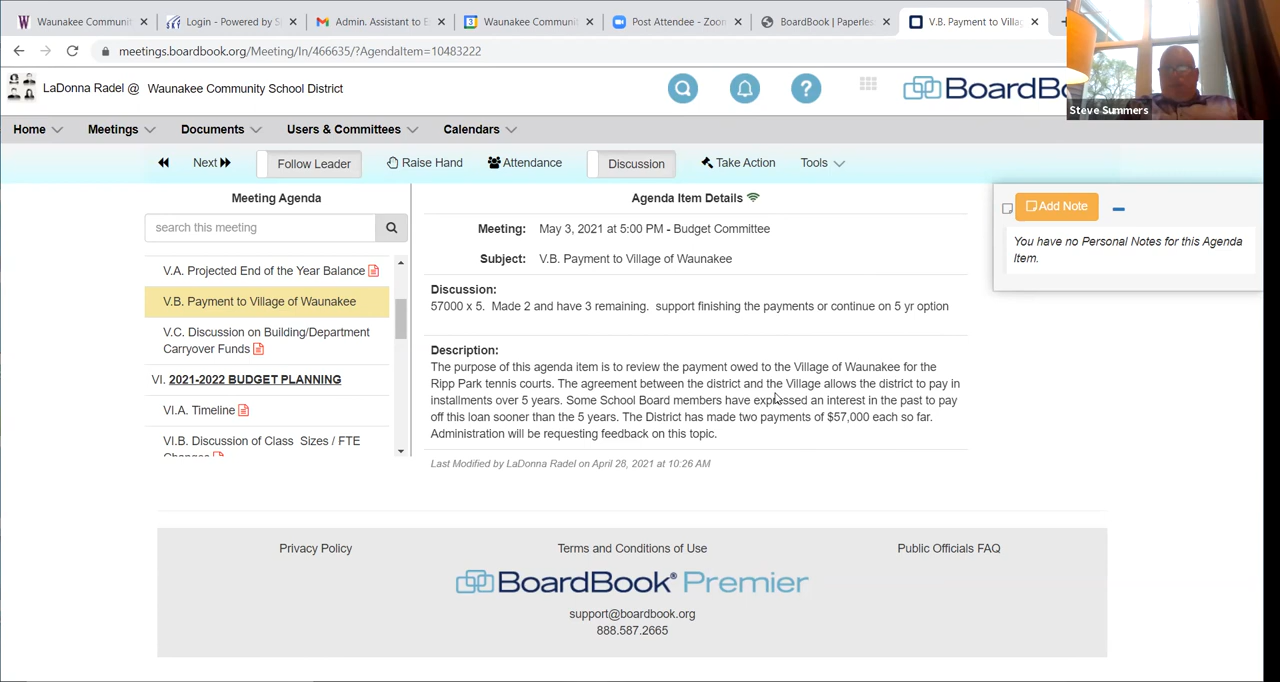 Waunakee Communit
Login - Powered by S
Admin. Assistant to E
Waunakee Communit
Post Attendee - Zoom
BoardBook | Paperles
V.B. Payment to Villag
meetings.boardbook.org/Meeting/In/466635/?AgendaItem=10483222
LaDonna Radel @ Waunakee Community School District
BoardBo
Steve Summers
Home Meetings Documents Users & Committees Calendars
Next Follow Leader Raise Hand Attendance Discussion Take Action Tools
Meeting Agenda
search this meeting
V.A. Projected End of the Year Balance
V.B. Payment to Village of Waunakee
V.C. Discussion on Building/Department
Carryover Funds
VI. 2021-2022 BUDGET PLANNING
VI.A. Timeline
VI.B. Discussion of Class Sizes / FTE
Changes
Agenda Item Details
Meeting: May 3, 2021 at 5:00 PM - Budget Committee
Subject: V.B. Payment to Village of Waunakee
Discussion:
57000 x 5. Made 2 and have 3 remaining. support finishing the payments or continue on 5 yr option
Description:
The purpose of this agenda item is to review the payment owed to the Village of Waunakee for the
Ripp Park tennis courts. The agreement between the district and the Village allows the district to pay in
installments over 5 years. Some School Board members have expressed an interest in the past to pay
off this loan sooner than the 5 years. The District has made two payments of $57,000 each so far.
Administration will be requesting feedback on this topic.
Last Modified by LaDonna Radel on April 28, 2021 at 10:26 AM
Add Note
You have no Personal Notes for this Agenda
Item.
Privacy Policy
Terms and Conditions of Use
Public Officials FAQ
BoardBook® Premier
support@boardbook.org
888.587.2665